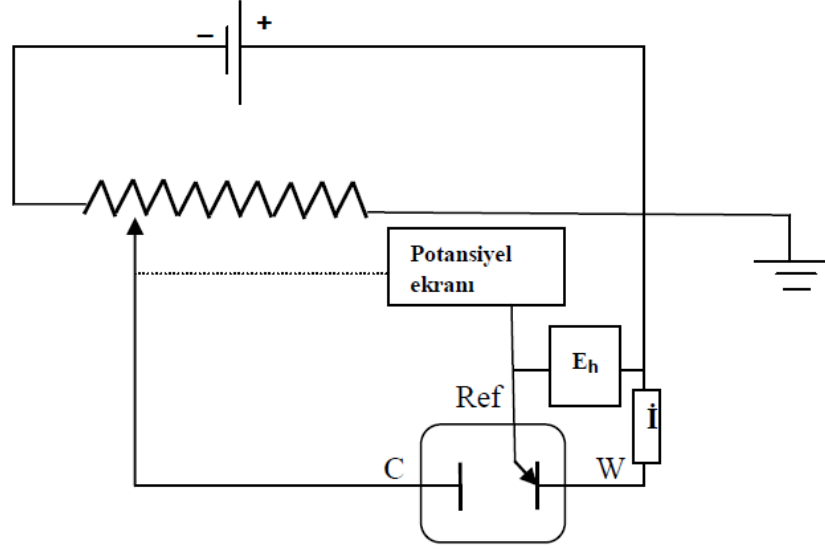 − +
Potansiyel
ekranı
Eh
Ref
İ
C
W